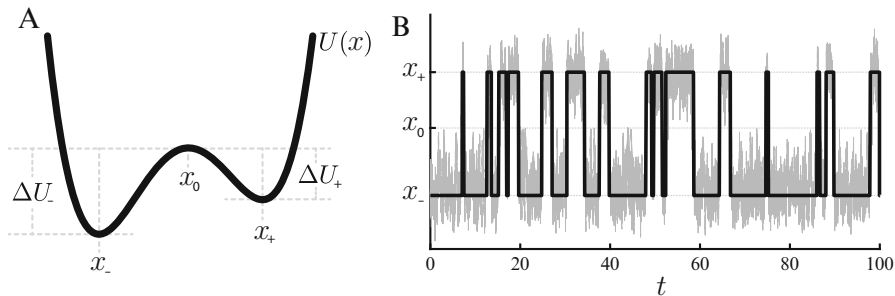 A
U(x)
ΔU₋
x₀
ΔU₊
x₋
x₊
B
x₊
x₀
x₋
0 20 40 60 80 100
t